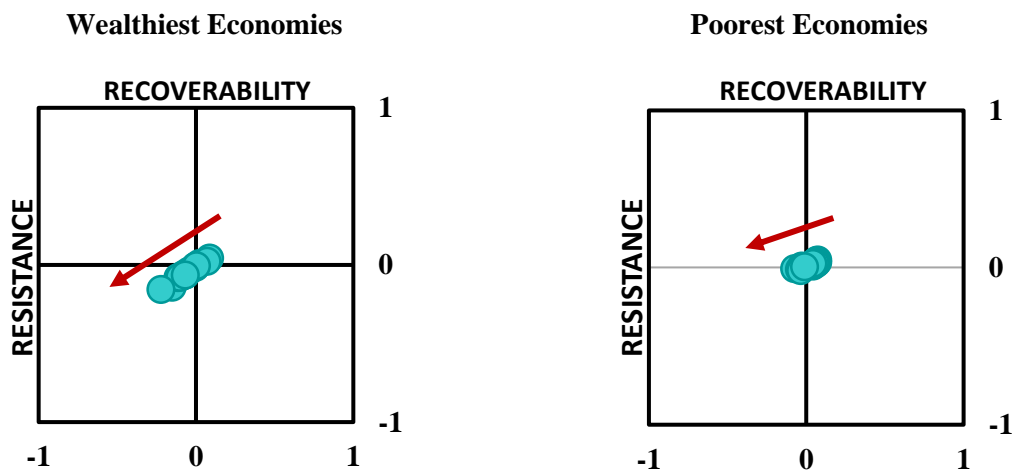 Wealthiest Economies
RECOVERABILITY
RESISTANCE
1
0
-1
-1 0 1
Poorest Economies
RECOVERABILITY
RESISTANCE
1
0
-1
-1 0 1